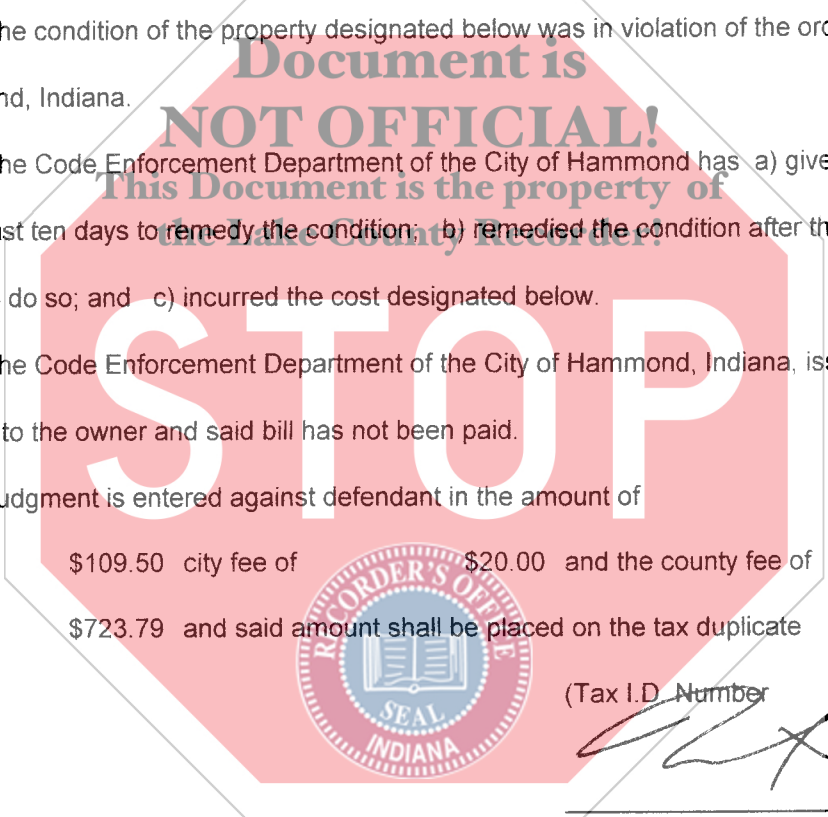 he condition of the property designated below was in violation of the ord
Document is
nd, Indiana.
NOT OFFICIAL!
he Code Enforcement Department of the City of Hammond has a) give
This Document is the property of
st ten days to remedy the condition; b) remedied the condition after th
the Lake County Recorder!
do so; and c) incurred the cost designated below.
STOP
he Code Enforcement Department of the City of Hammond, Indiana, iss
to the owner and said bill has not been paid.
udgment is entered against defendant in the amount of
$109.50 city fee of $20.00 and the county fee of
RECORDER'S OFFICE
$723.79 and said amount shall be placed on the tax duplicate
SEAL
INDIANA
(Tax I.D Number